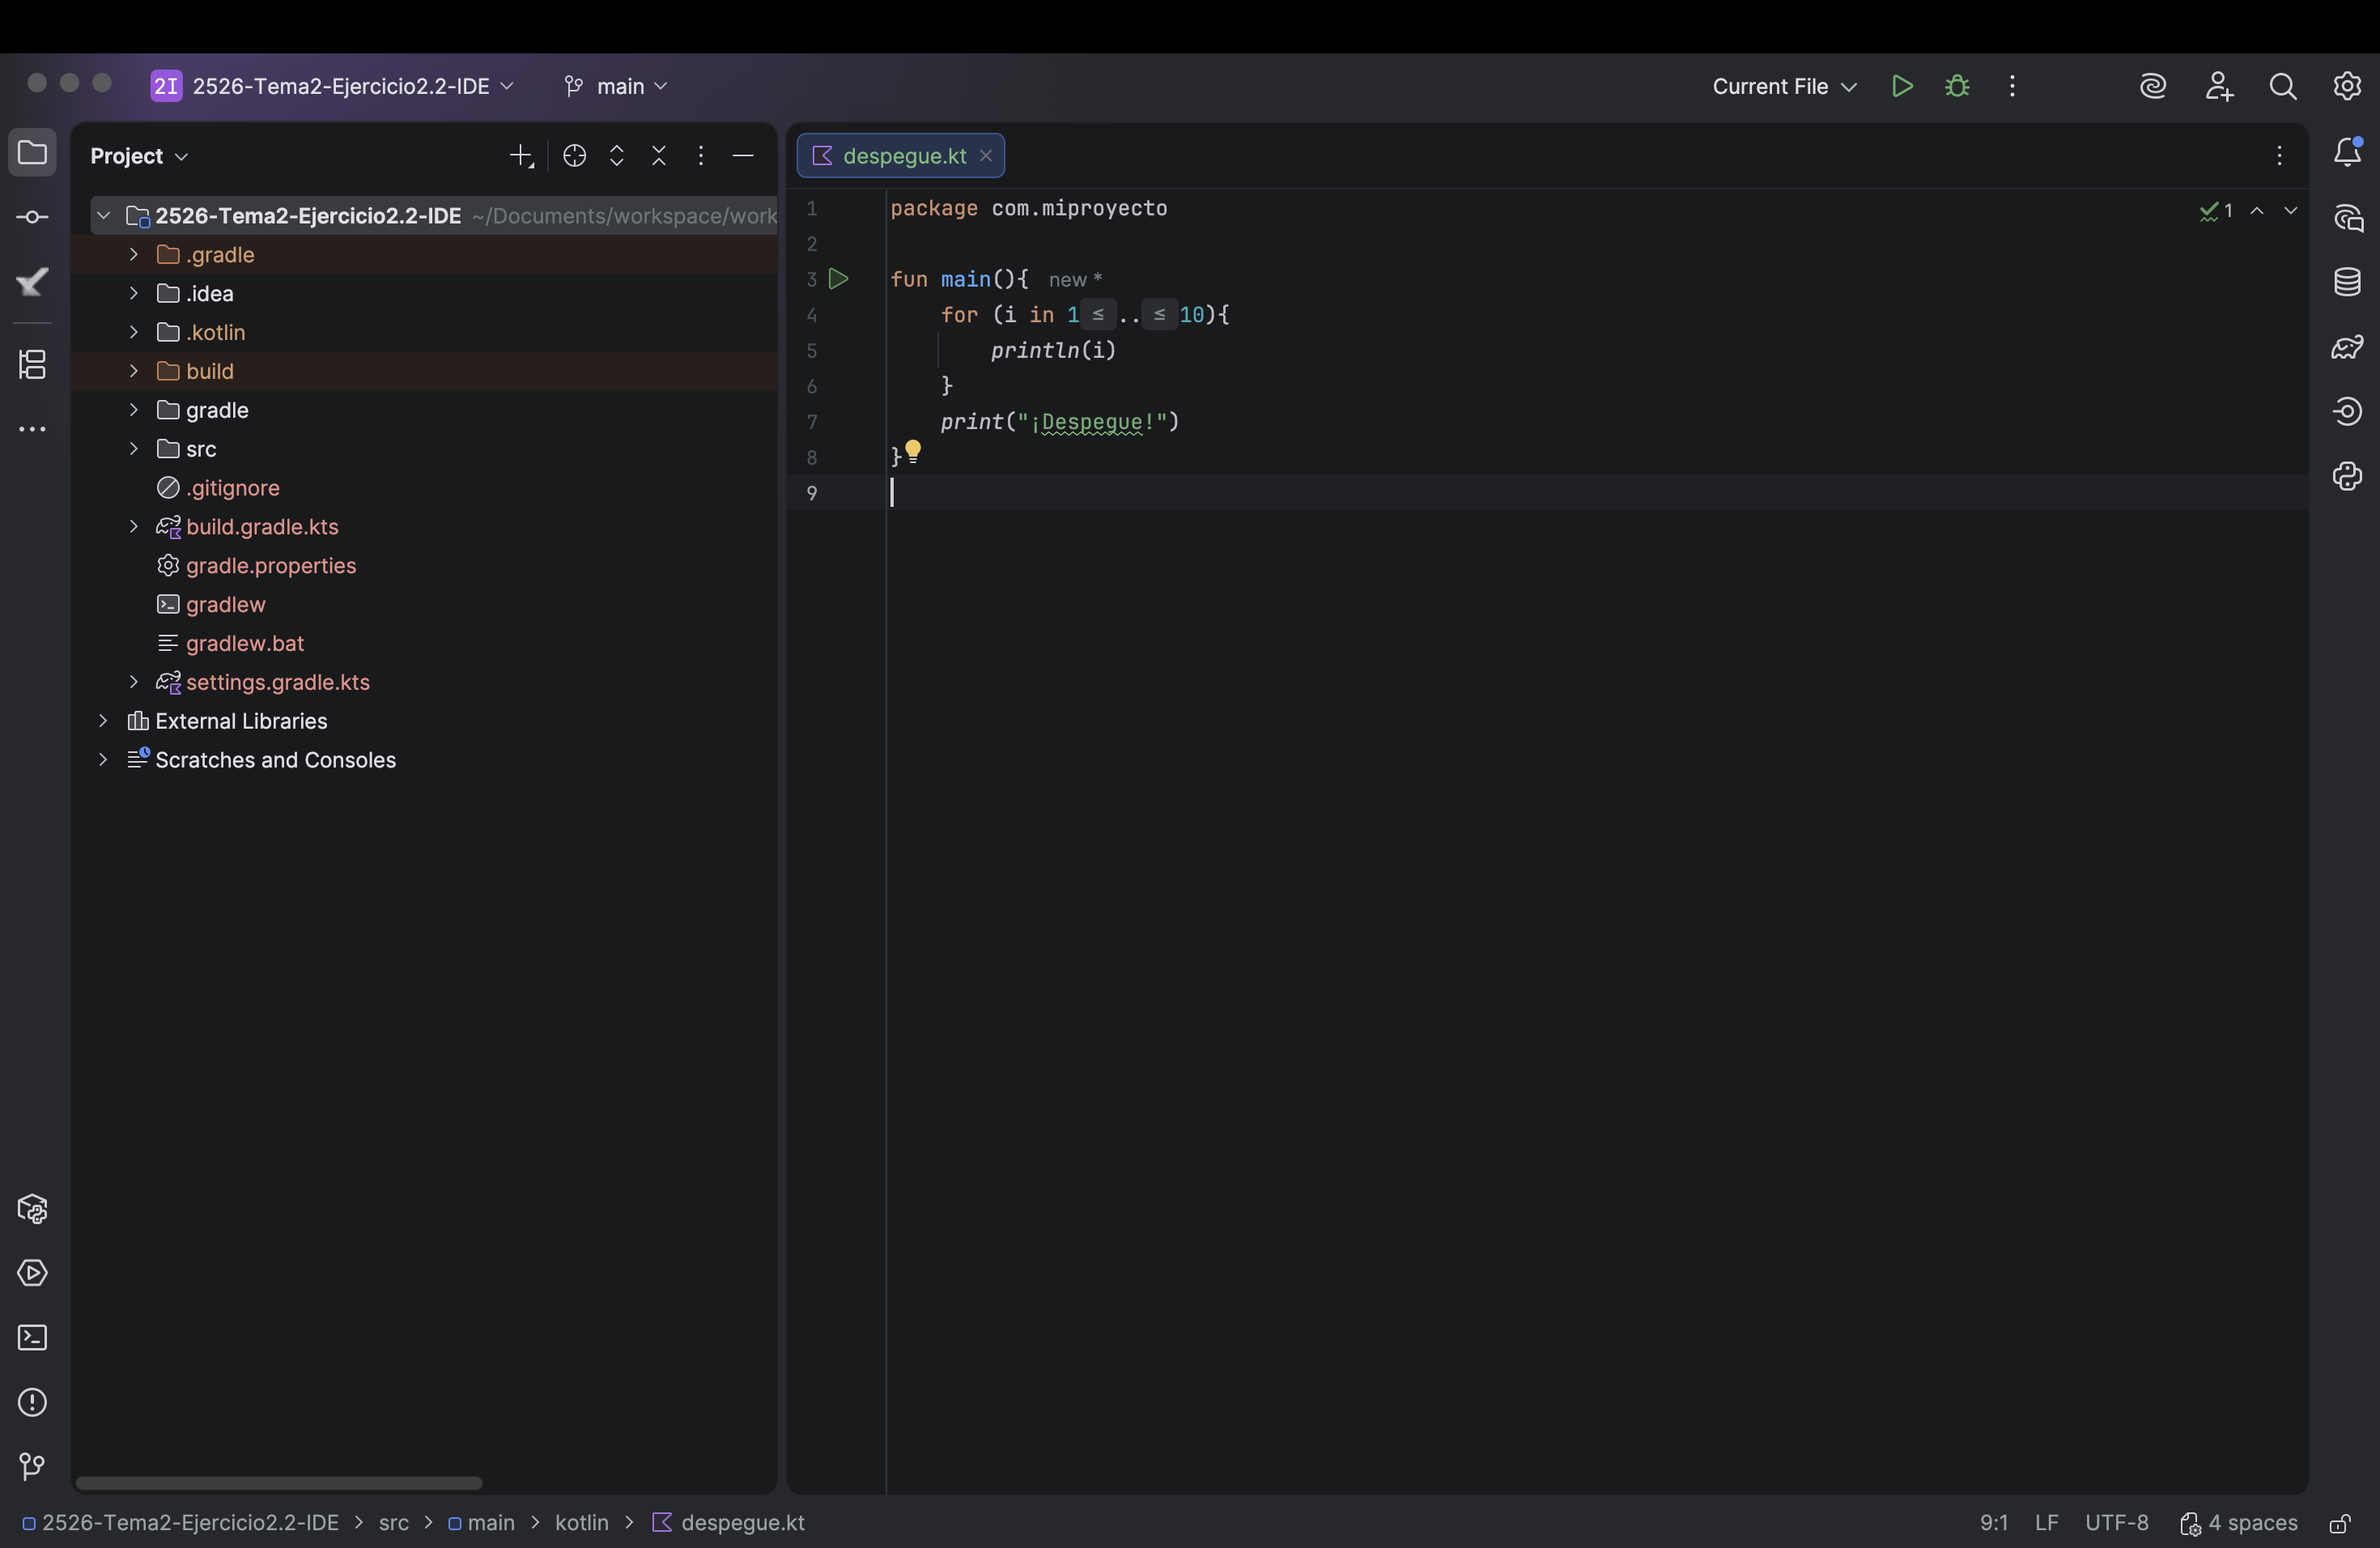 2I 2526-Tema2-Ejercicio2.2-IDE main Current File
Project
despegue.kt
2526-Tema2-Ejercicio2.2-IDE ~/Documents/workspace/work
.gradle
.idea
.kotlin
build
gradle
src
.gitignore
build.gradle.kts
gradle.properties
gradlew
gradlew.bat
settings.gradle.kts
External Libraries
Scratches and Consoles
1 package com.miproyecto
2
3 fun main(){ new *
4 for (i in 1 ≤ .. ≤ 10){
5 println(i)
6 }
7 print("¡Despegue!")
8 }
9
1
2526-Tema2-Ejercicio2.2-IDE > src > main > kotlin > despegue.kt
9:1 LF UTF-8 4 spaces